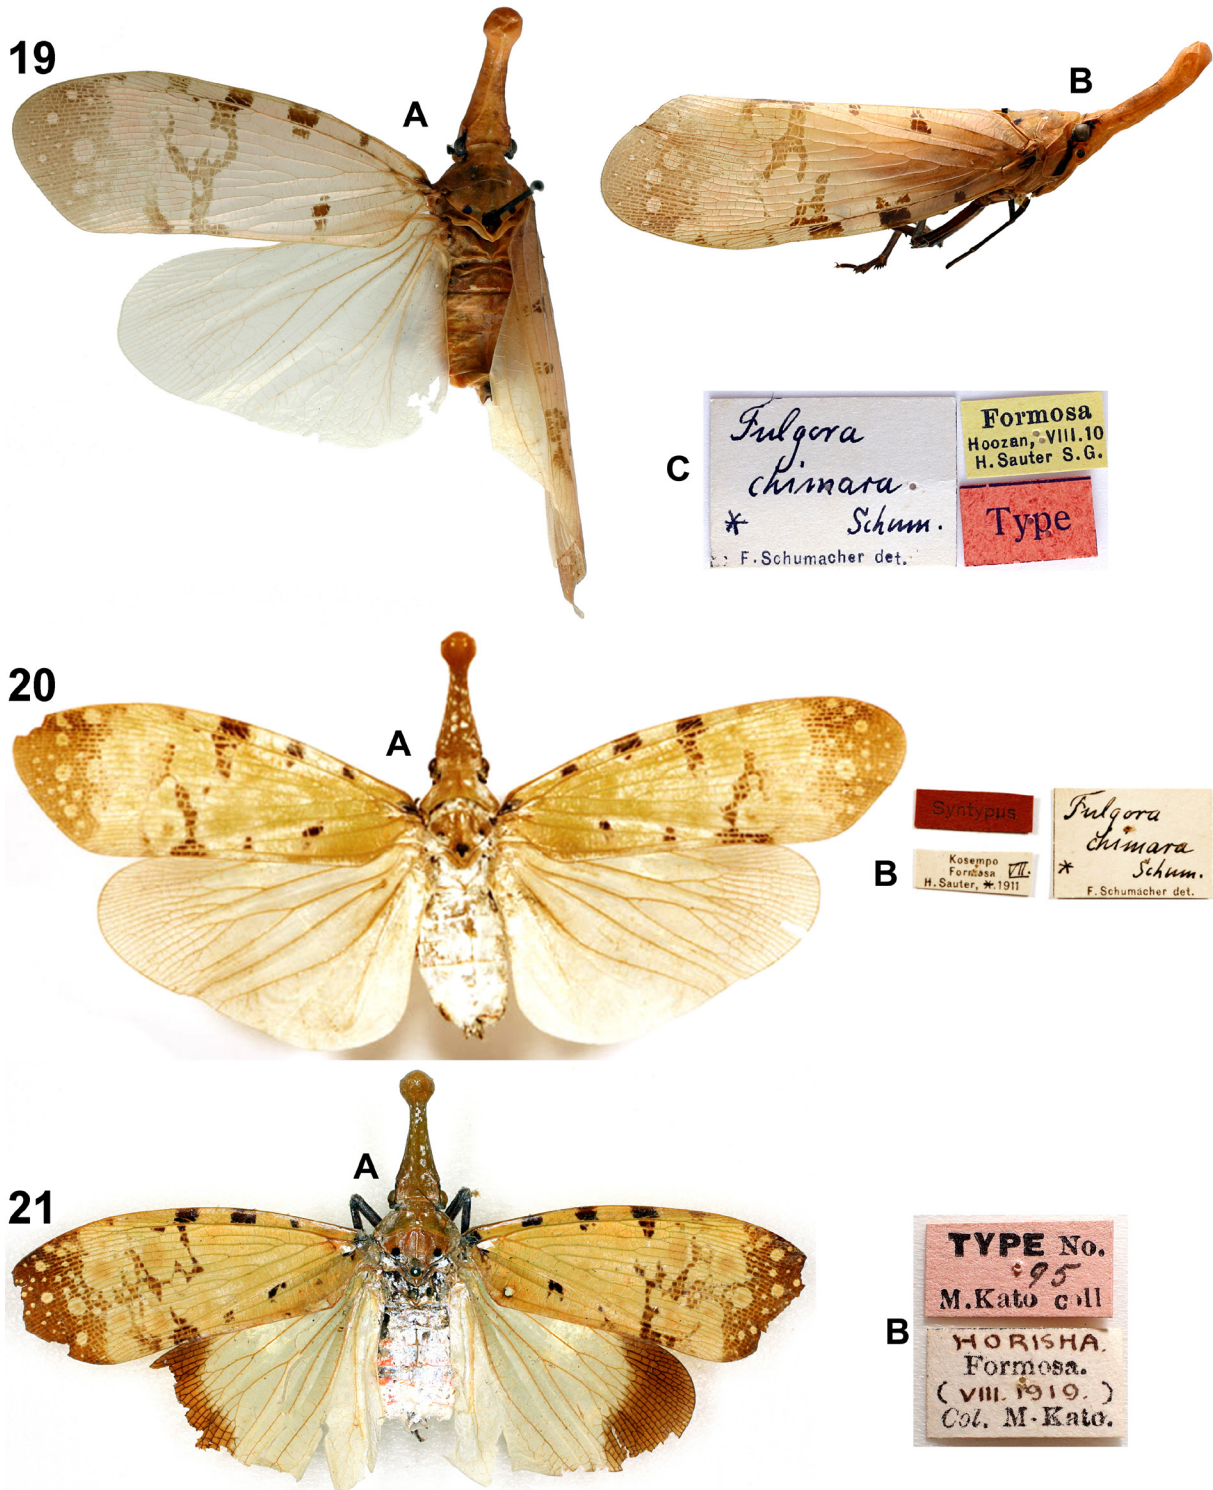 19
A
B
C
Fulgora
chimara
* Schum.
F. Schumacher det.
Formosa
Hoozan, VIII.10
H. Sauter S.G.
Type
20
A
B
Syntypus
Kosempo
Formosa VII.
H. Sauter, *.1911
Fulgora
chimara
* Schum.
F. Schumacher det.
21
A
B
TYPE No.
95
M.Kato coll
HORISHA.
Formosa.
(VIII. 1919.)
Col. M. Kato.